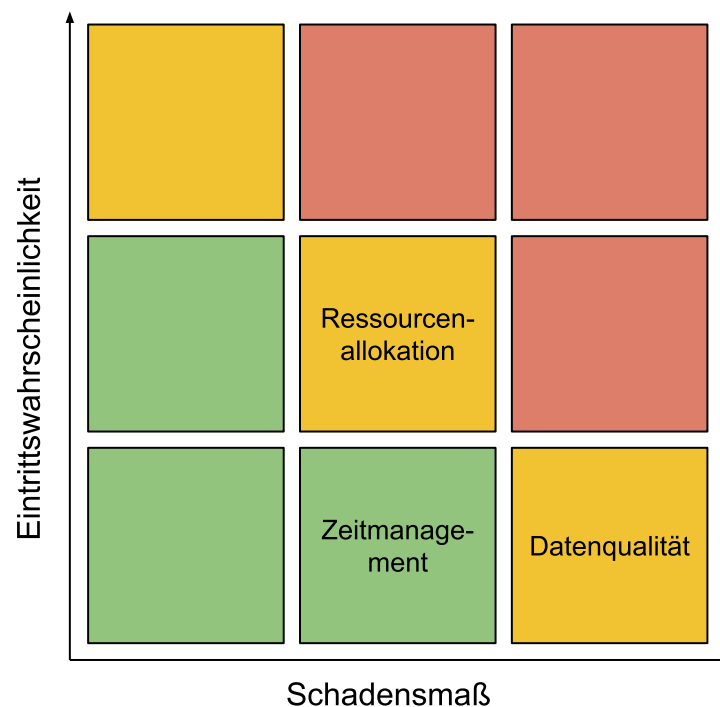 Eintrittswahrscheinlichkeit
Ressourcen-
allokation
Zeitmanage-
ment
Datenqualität
Schadensmaß